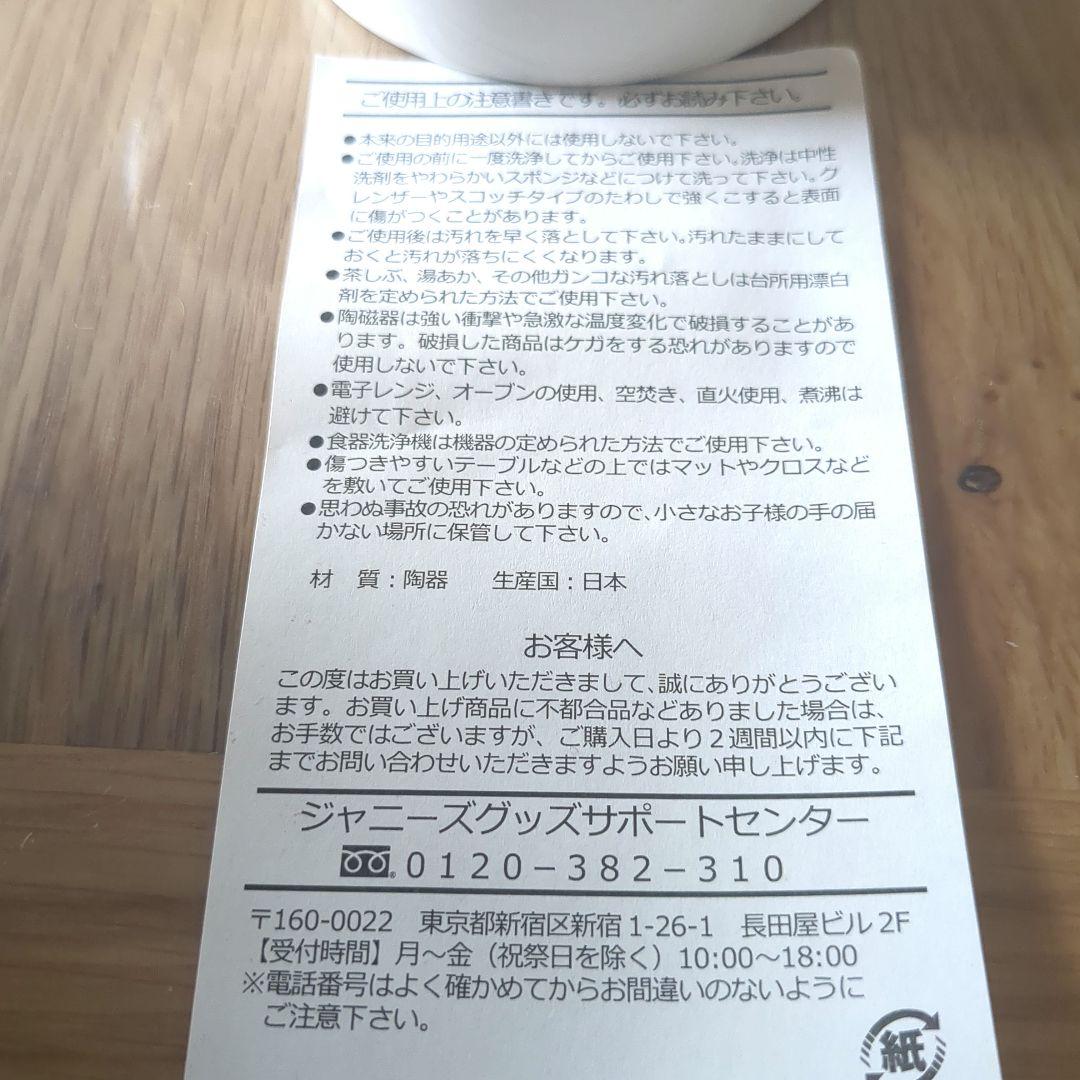 ご使用上の注意書きです。必ずお読み下さい。
●本来の目的用途以外には使用しないで下さい。
●ご使用の前に一度洗浄してからご使用下さい。洗浄は中性
洗剤をやわらかいスポンジなどにつけて洗って下さい。ク
レンザーやスコッチタイプのたわしで強くこすると表面
に傷がつくことがあります。
●ご使用後は汚れを早く落として下さい。汚れたままにして
おくと汚れが落ちにくくなります。
●茶しぶ、湯あか、その他ガンコな汚れ落としは台所用漂白
剤を定められた方法でご使用下さい。
●陶磁器は強い衝撃や急激な温度変化で破損することがあ
ります。破損した商品はケガをする恐れがありますので
使用しないで下さい。
●電子レンジ、オーブンの使用、空焚き、直火使用、煮沸は
避けて下さい。
●食器洗浄機は機器の定められた方法でご使用下さい。
●傷つきやすいテーブルなどの上ではマットやクロスなど
を敷いてご使用下さい。
●思わぬ事故の恐れがありますので、小さなお子様の手の届
かない場所に保管して下さい。
材 質：陶器 生産国：日本
お客様へ
この度はお買い上げいただきまして、誠にありがとうござい
ます。お買い上げ商品に不都合品などありました場合は、
お手数ではございますが、ご購入日より２週間以内に下記
までお問い合わせいただきますようお願い申し上げます。
ジャニーズグッズサポートセンター
®0120−382−310
〒160-0022 東京都新宿区新宿1-26-1 長田屋ビル2F
【受付時間】月〜金（祝祭日を除く）10:00〜18:00
※電話番号はよく確かめてからお間違いのないように
ご注意下さい。
紙